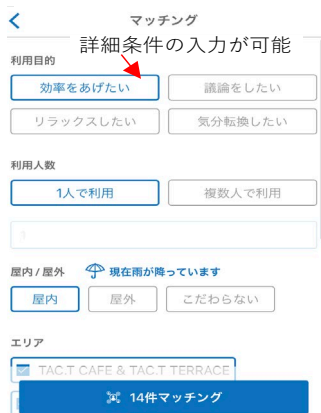 マッチング
詳細条件の入力が可能
利用目的
効率をあげたい
議論をしたい
リラックスしたい
気分転換したい
利用人数
1人で利用
複数人で利用
屋内 / 屋外
現在雨が降っています
屋内
屋外
こだわらない
エリア
TAC.T CAFE & TAC.T TERRACE
14件マッチング